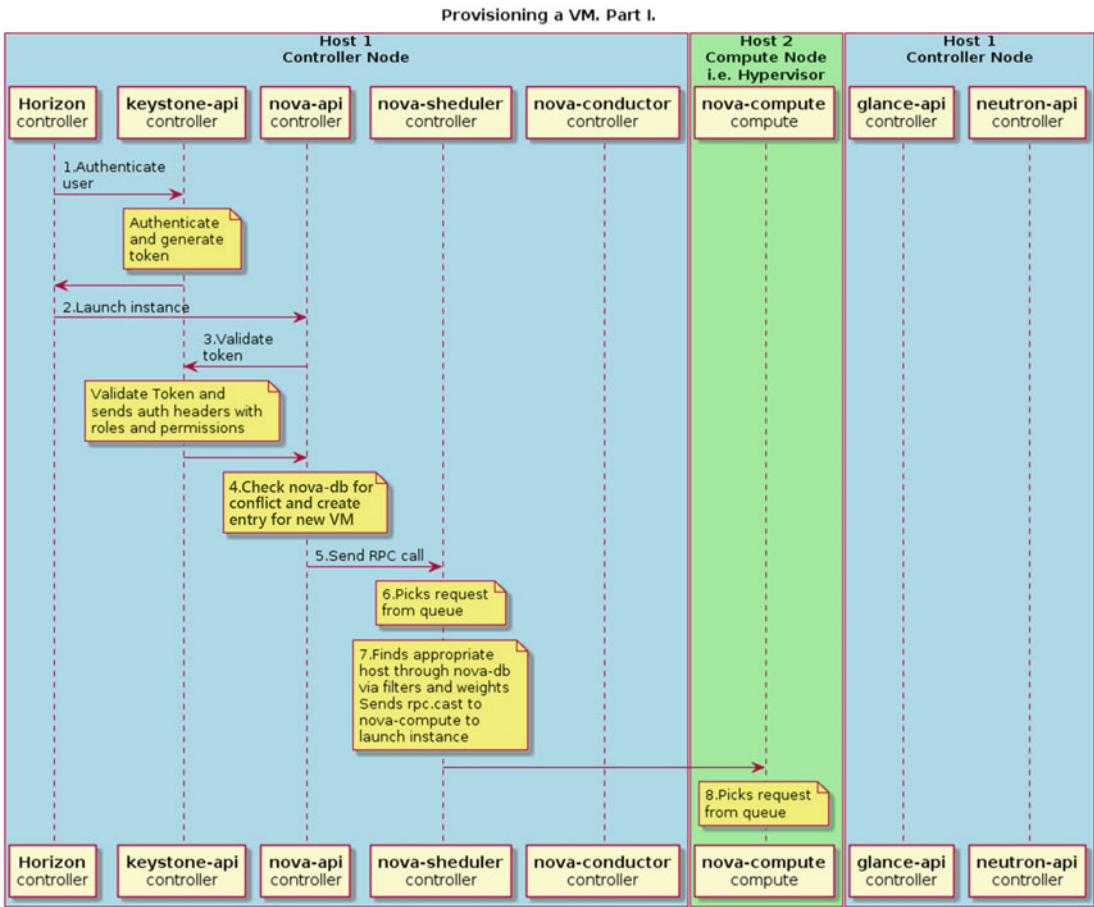 Provisioning a VM. Part I.
Host 1
Controller Node
Host 2
Compute Node
i.e. Hypervisor
Host 1
Controller Node
Horizon
controller
keystone-api
controller
nova-api
controller
nova-sheduler
controller
nova-conductor
controller
nova-compute
compute
glance-api
controller
neutron-api
controller
1.Authenticate
user
Authenticate
and generate
token
2.Launch instance
3.Validate
token
Validate Token and
sends auth headers with
roles and permissions
4.Check nova-db for
conflict and create
entry for new VM
5.Send RPC call
6.Picks request
from queue
7.Finds appropriate
host through nova-db
via filters and weights
Sends rpc.cast to
nova-compute to
launch instance
8.Picks request
from queue
Horizon
controller
keystone-api
controller
nova-api
controller
nova-sheduler
controller
nova-conductor
controller
nova-compute
compute
glance-api
controller
neutron-api
controller